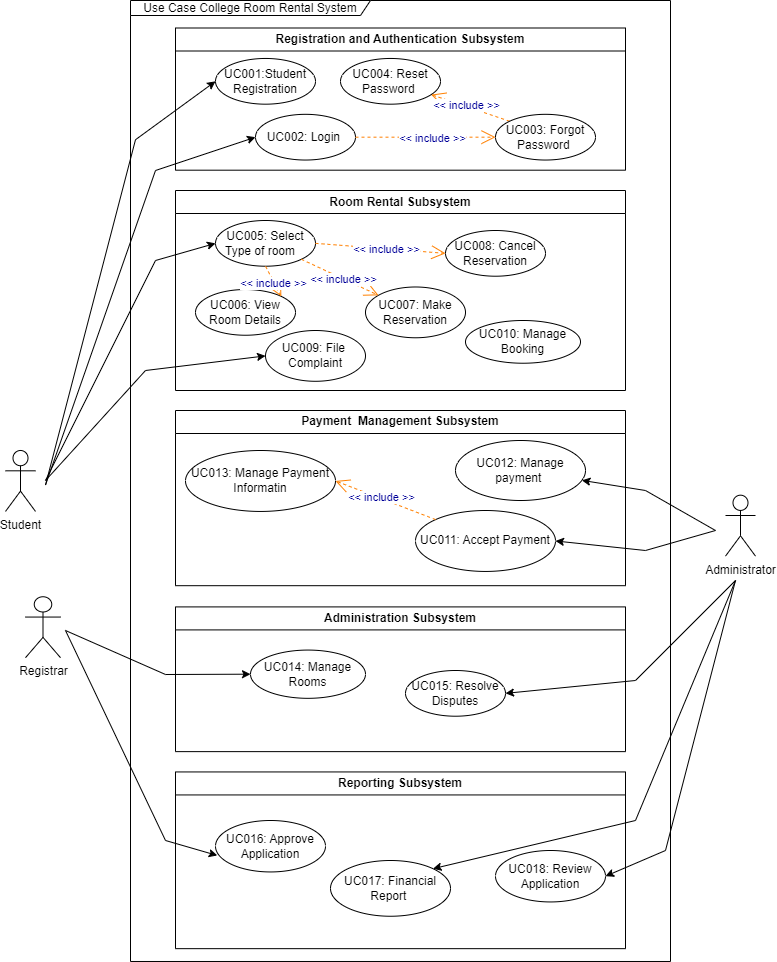 Use Case College Room Rental System
Registration and Authentication Subsystem
UC001:Student
Registration
UC004: Reset
Password
<< include >>
UC002: Login
<< include >>
UC003: Forgot
Password
Room Rental Subsystem
UC005: Select
Type of room
<< include >>
UC008: Cancel
Reservation
<< include >>
<< include >>
UC006: View
Room Details
UC007: Make
Reservation
UC009: File
Complaint
UC010: Manage
Booking
Payment Management Subsystem
UC013: Manage Payment
Informatin
UC012: Manage
payment
<< include >>
UC011: Accept Payment
Student
Administrator
Administration Subsystem
Registrar
UC014: Manage
Rooms
UC015: Resolve
Disputes
Reporting Subsystem
UC016: Approve
Application
UC017: Financial
Report
UC018: Review
Application